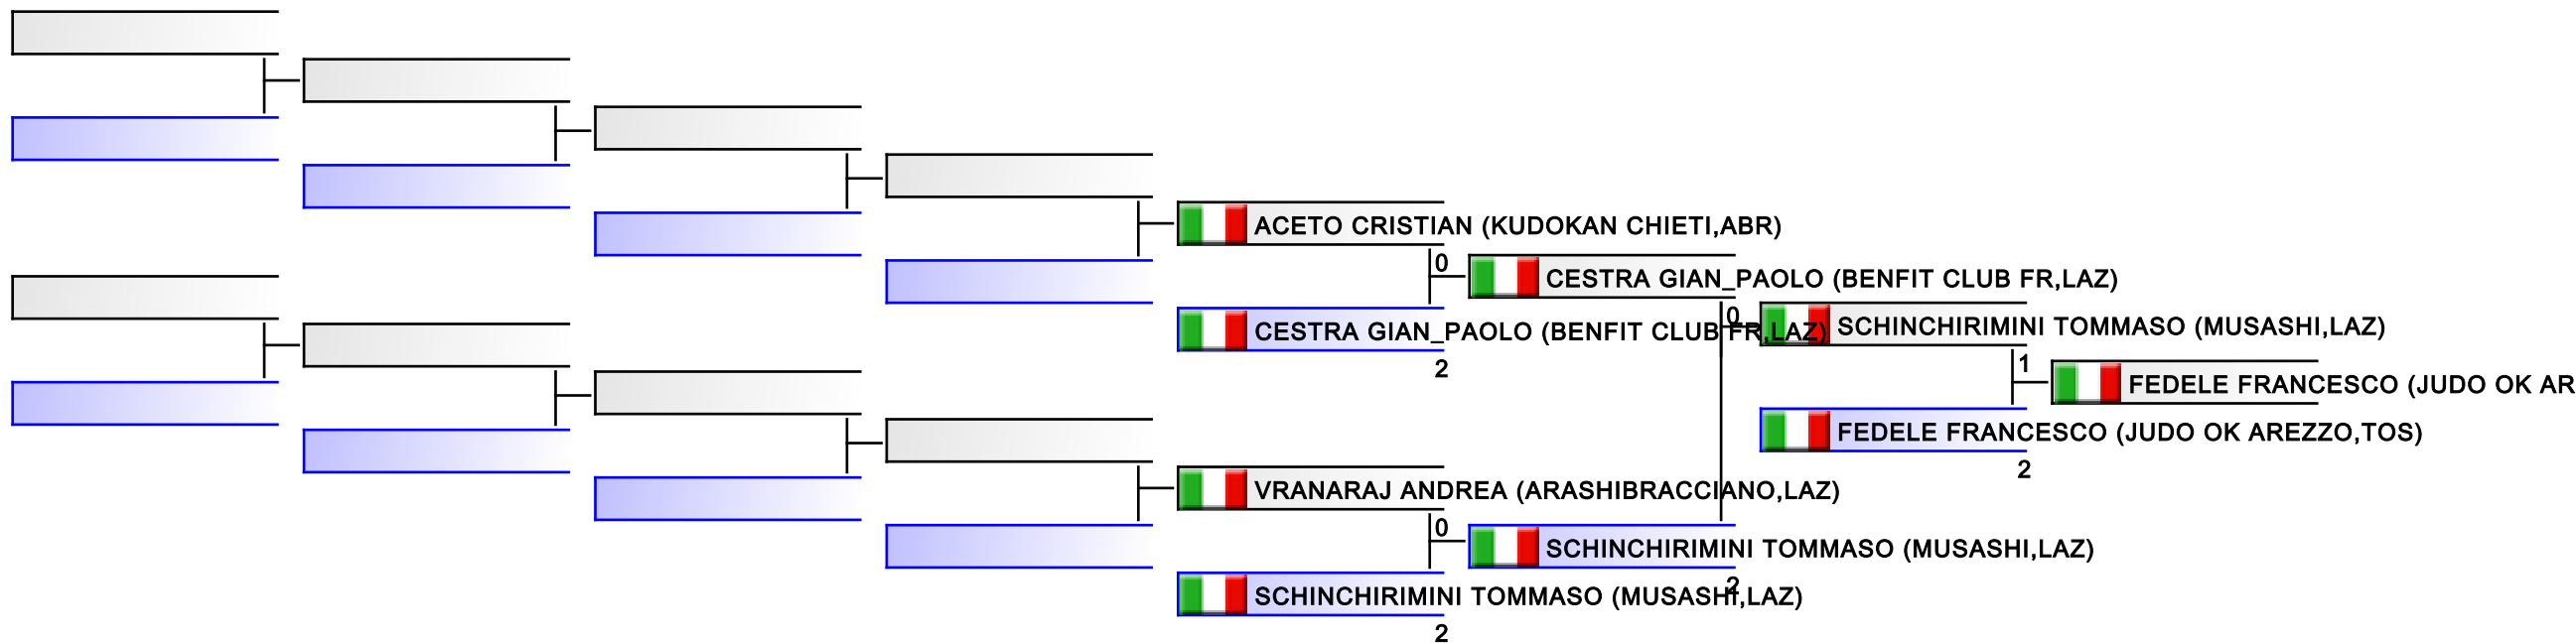 ACETO CRISTIAN (KUDOKAN CHIETI,ABR)
0
CESTRA GIAN_PAOLO (BENFIT CLUB FR,LAZ)
CESTRA GIAN_PAOLO (BENFIT CLUB FR,LAZ)
2
0
SCHINCHIRIMINI TOMMASO (MUSASHI,LAZ)
1
FEDELE FRANCESCO (JUDO OK AR
FEDELE FRANCESCO (JUDO OK AREZZO,TOS)
2
VRANARAJ ANDREA (ARASHIBRACCIANO,LAZ)
0
SCHINCHIRIMINI TOMMASO (MUSASHI,LAZ)
2
SCHINCHIRIMINI TOMMASO (MUSASHI,LAZ)
2